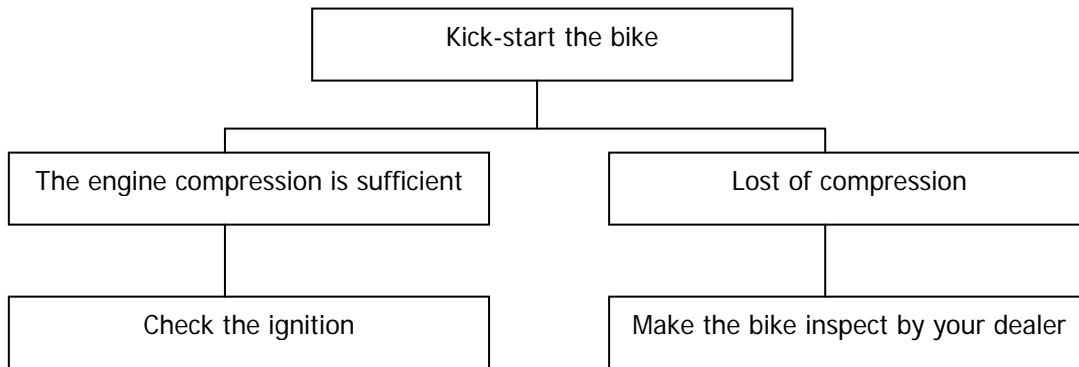 Kick-start the bike
The engine compression is sufficient
Lost of compression
Check the ignition
Make the bike inspect by your dealer